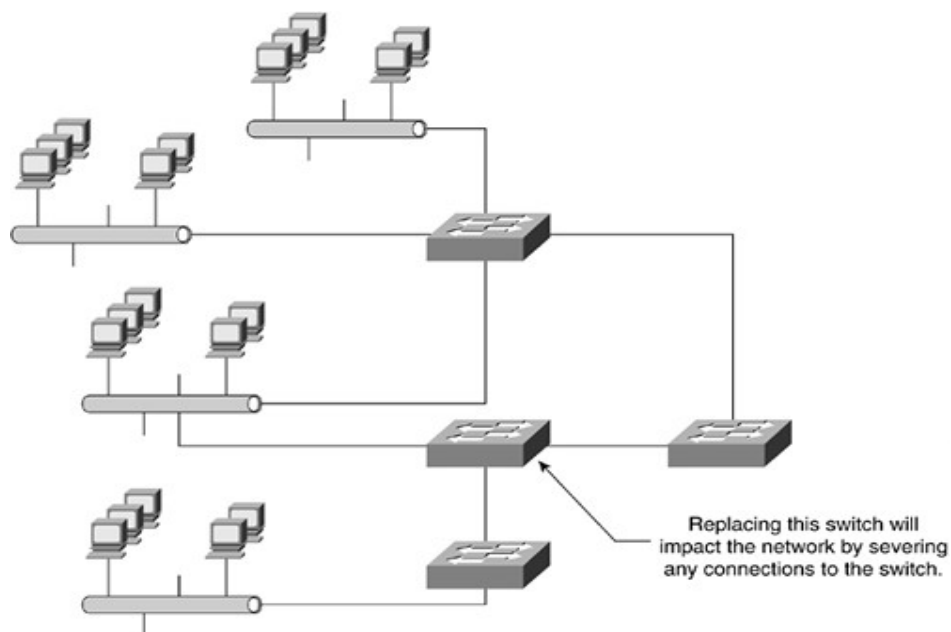 Replacing this switch will
impact the network by severing
any connections to the switch.